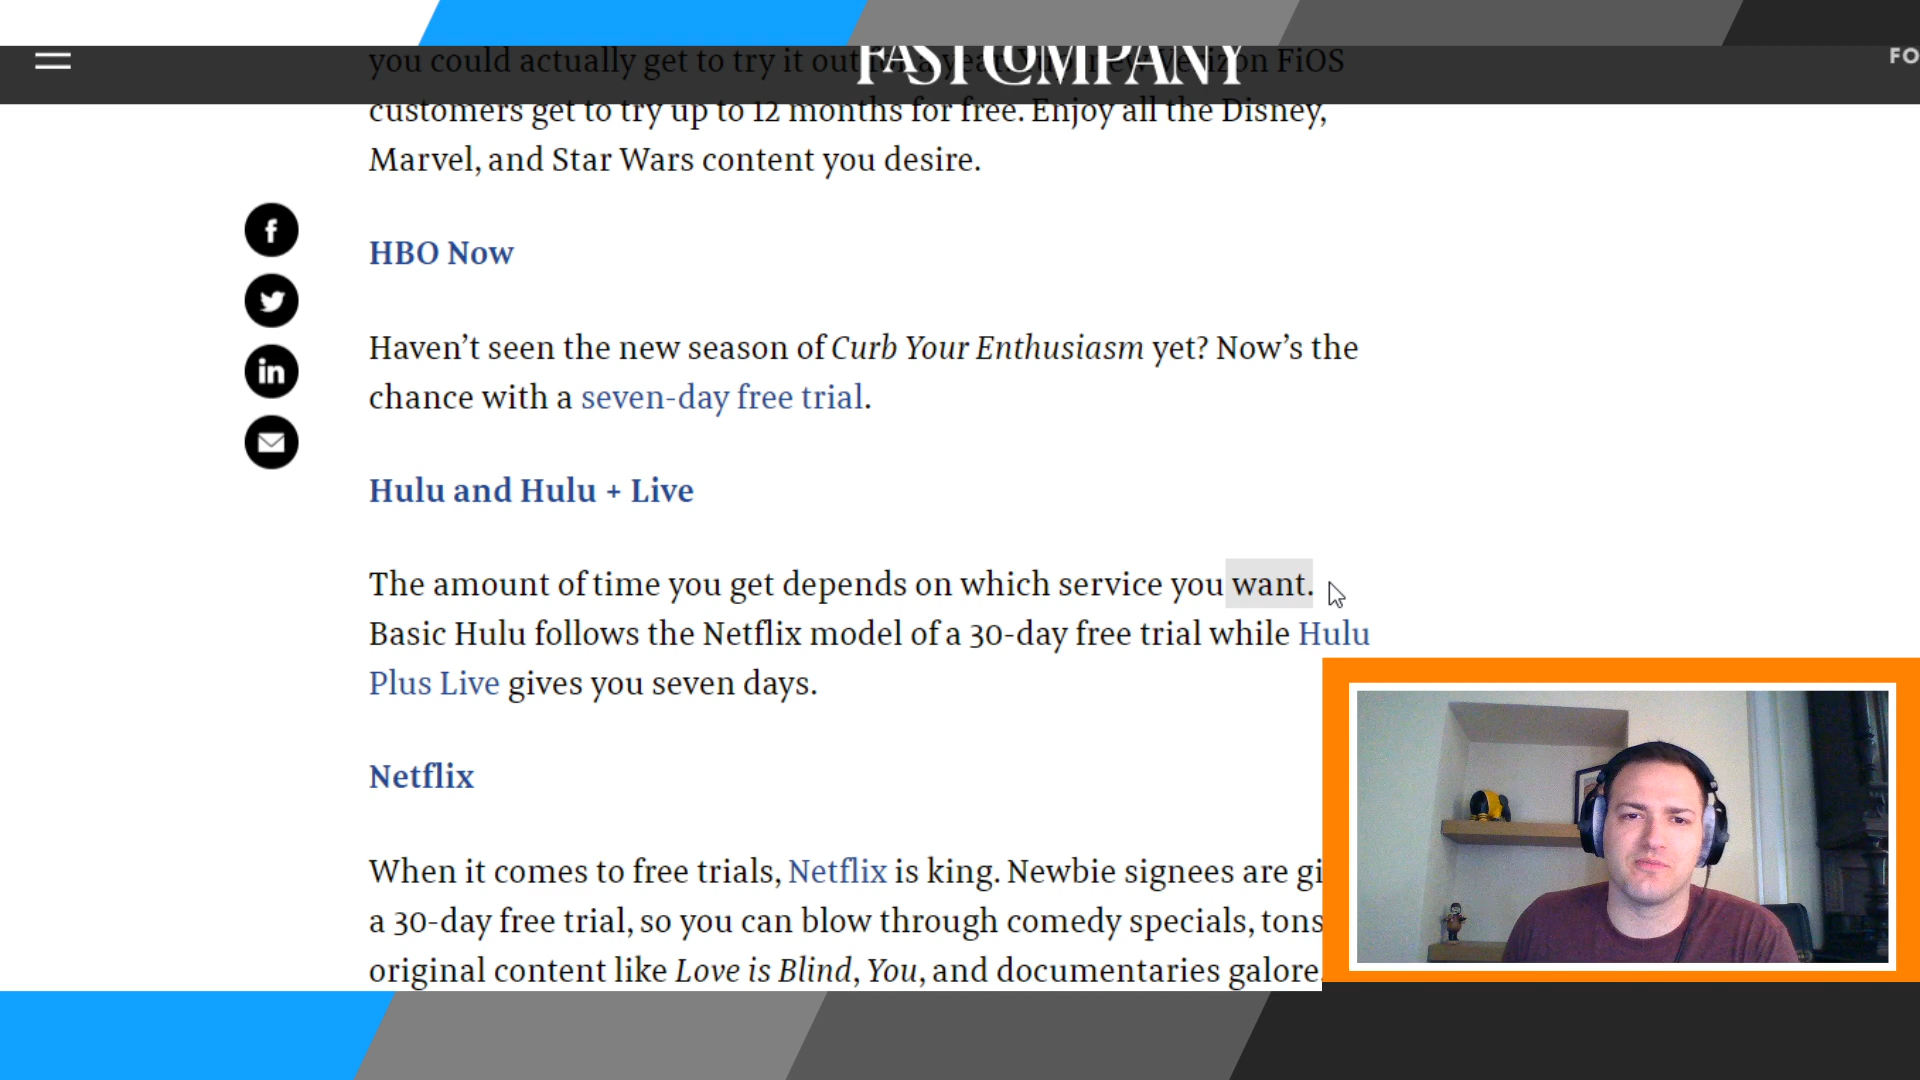 FAST COMPANY
FO
you could actually get to try it out for a year. Yup, new Verizon FiOS
customers get to try up to 12 months for free. Enjoy all the Disney,
Marvel, and Star Wars content you desire.
HBO Now
Haven’t seen the new season of Curb Your Enthusiasm yet? Now’s the
chance with a seven-day free trial.
Hulu and Hulu + Live
The amount of time you get depends on which service you want.
Basic Hulu follows the Netflix model of a 30-day free trial while Hulu
Plus Live gives you seven days.
Netflix
When it comes to free trials, Netflix is king. Newbie signees are gi
a 30-day free trial, so you can blow through comedy specials, tons
original content like Love is Blind, You, and documentaries galore.